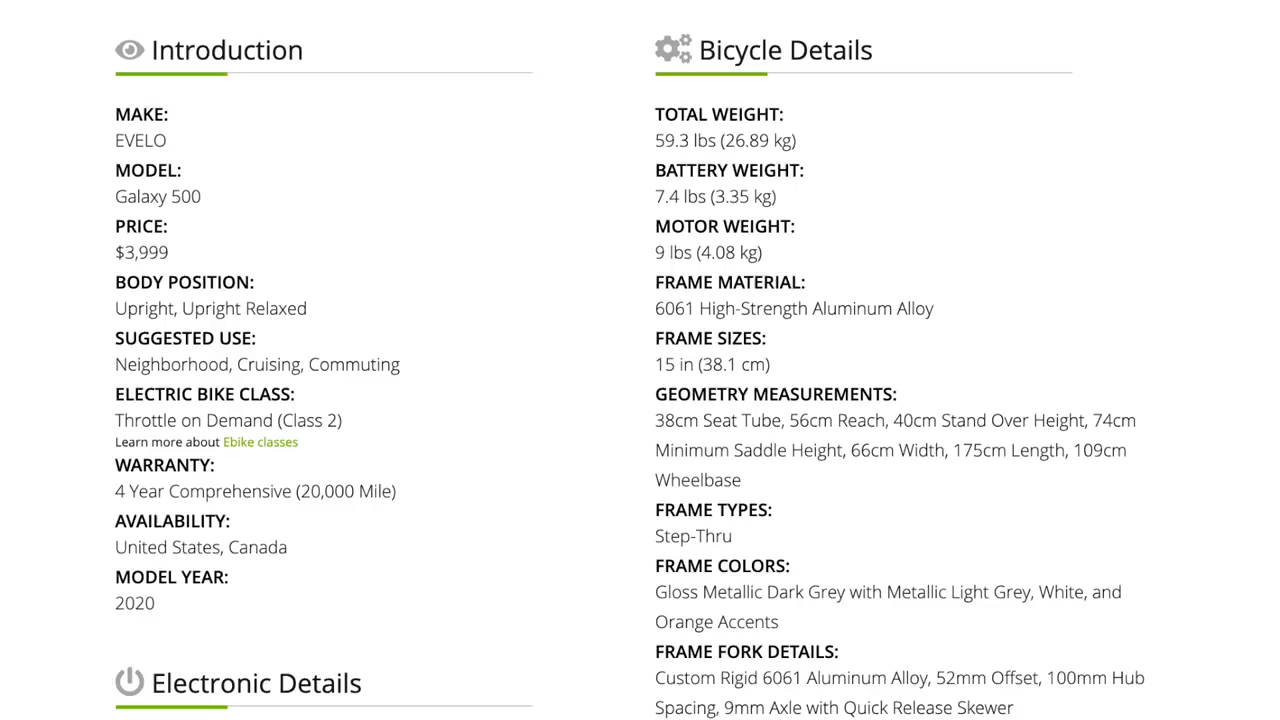 Introduction
MAKE:
EVELO
MODEL:
Galaxy 500
PRICE:
$3,999
BODY POSITION:
Upright, Upright Relaxed
SUGGESTED USE:
Neighborhood, Cruising, Commuting
ELECTRIC BIKE CLASS:
Throttle on Demand (Class 2)
Learn more about Ebike classes
WARRANTY:
4 Year Comprehensive (20,000 Mile)
AVAILABILITY:
United States, Canada
MODEL YEAR:
2020
Electronic Details
Bicycle Details
TOTAL WEIGHT:
59.3 lbs (26.89 kg)
BATTERY WEIGHT:
7.4 lbs (3.35 kg)
MOTOR WEIGHT:
9 lbs (4.08 kg)
FRAME MATERIAL:
6061 High-Strength Aluminum Alloy
FRAME SIZES:
15 in (38.1 cm)
GEOMETRY MEASUREMENTS:
38cm Seat Tube, 56cm Reach, 40cm Stand Over Height, 74cm
Minimum Saddle Height, 66cm Width, 175cm Length, 109cm
Wheelbase
FRAME TYPES:
Step-Thru
FRAME COLORS:
Gloss Metallic Dark Grey with Metallic Light Grey, White, and
Orange Accents
FRAME FORK DETAILS:
Custom Rigid 6061 Aluminum Alloy, 52mm Offset, 100mm Hub
Spacing, 9mm Axle with Quick Release Skewer